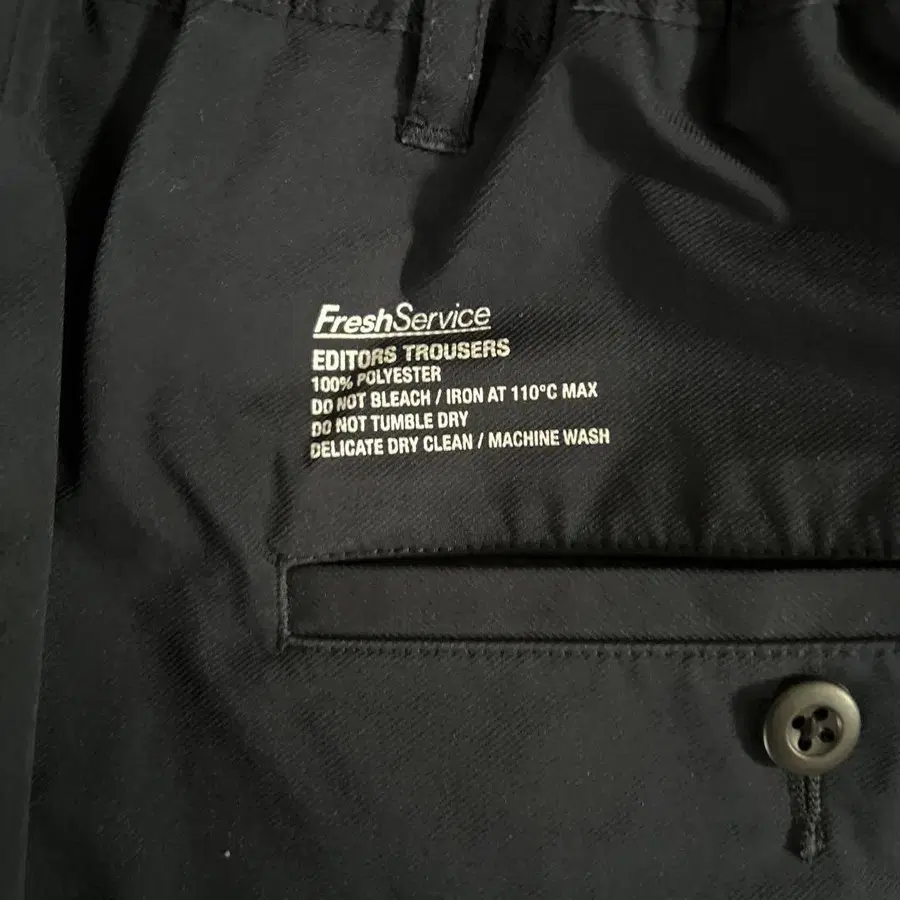 FreshService
EDITORS TROUSERS
100% POLYESTER
DO NOT BLEACH / IRON AT 110°C MAX
DO NOT TUMBLE DRY
DELICATE DRY CLEAN / MACHINE WASH